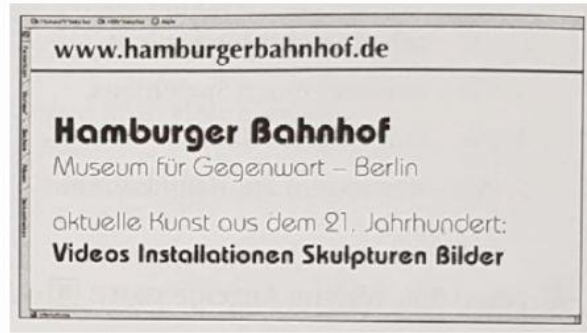 www.hamburgerbahnhof.de
Hamburger Bahnhof
Museum für Gegenwart – Berlin
aktuelle Kunst aus dem 21. Jahrhundert:
Videos Installationen Skulpturen Bilder